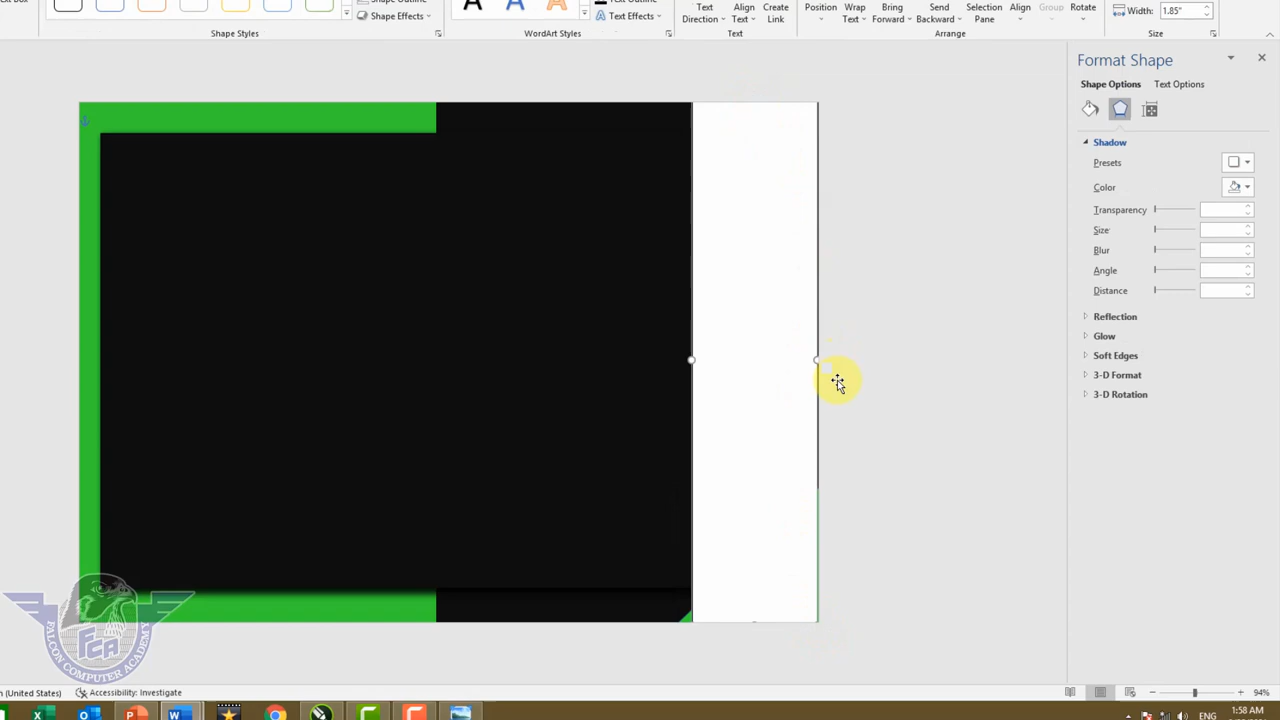 Shape Outline
Shape Effects
Text Outline
Text Effects
Text
Direction
Align
Text
Create
Link
Position
Wrap
Text
Bring
Forward
Send
Backward
Selection
Pane
Align
Group
Rotate
Width: 1.85"
Shape Styles
WordArt Styles
Text
Arrange
Size
Format Shape
Shape Options
Text Options
Shadow
Presets
Color
Transparency
Size
Blur
Angle
Distance
Reflection
Glow
Soft Edges
3-D Format
3-D Rotation
FCA
FALCON COMPUTER ACADEMY
(United States)
Accessibility: Investigate
94%
ENG
1:58 AM